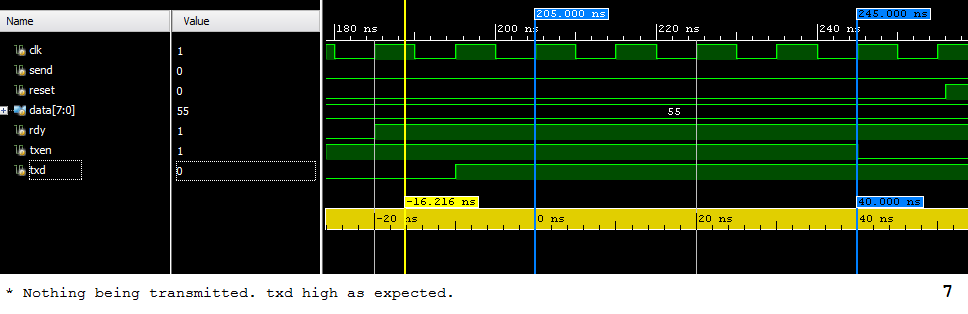 Name Value 205.000 ns 245.000 ns
180 ns 200 ns 220 ns 240 ns
clk 1
send 0
reset 0
data[7:0] 55 55
rdy 1
txen 1
txd 0
-16.216 ns 40.000 ns
-20 ns 0 ns 20 ns 40 ns
* Nothing being transmitted. txd high as expected. 7